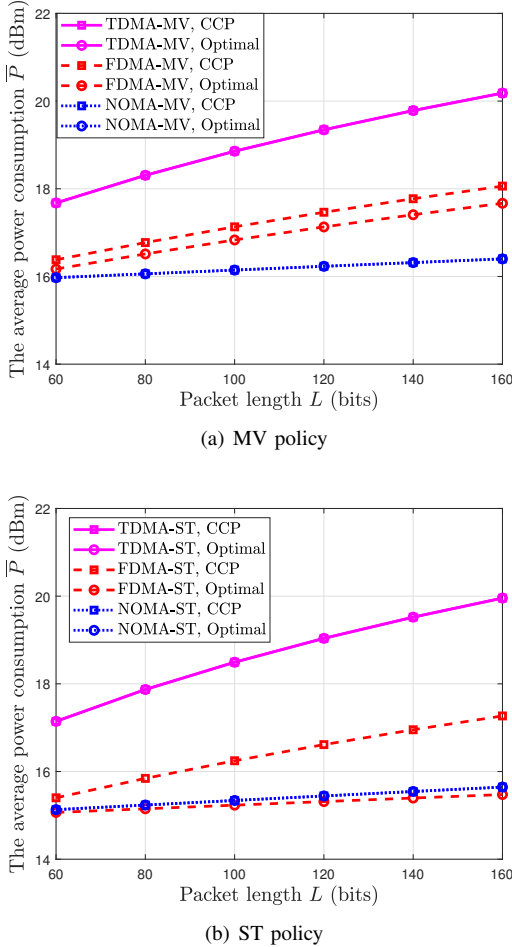 The average power consumption P̅ (dBm)
22
20
18
16
14
TDMA-MV, CCP
TDMA-MV, Optimal
FDMA-MV, CCP
FDMA-MV, Optimal
NOMA-MV, CCP
NOMA-MV, Optimal
60 80 100 120 140 160
Packet length L (bits)
(a) MV policy
The average power consumption P̅ (dBm)
22
20
18
16
14
TDMA-ST, CCP
TDMA-ST, Optimal
FDMA-ST, CCP
FDMA-ST, Optimal
NOMA-ST, CCP
NOMA-ST, Optimal
60 80 100 120 140 160
Packet length L (bits)
(b) ST policy